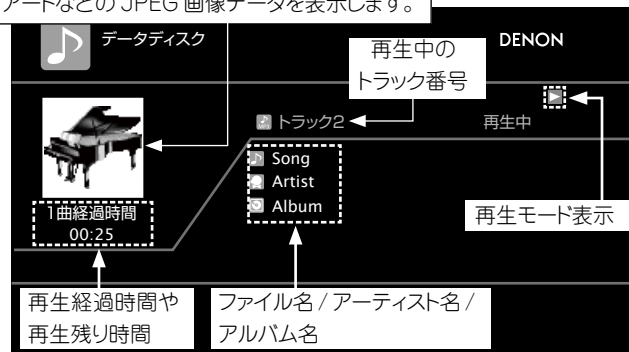 アートなどの JPEG 画像データを表示します。
データディスク
DENON
再生中の
トラック番号
トラック2
再生中
Song
Artist
Album
1曲経過時間
00:25
再生モード表示
再生経過時間や
再生残り時間
ファイル名 / アーティスト名 /
アルバム名